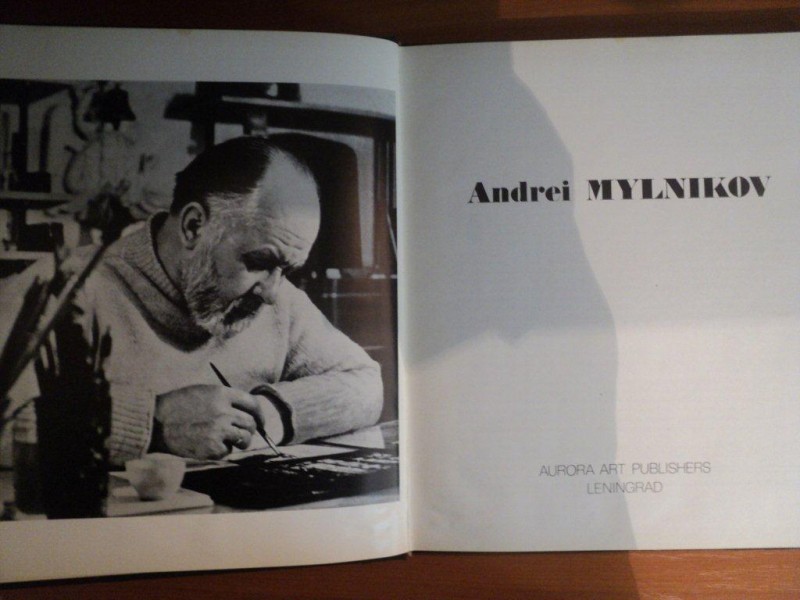 Andrei MYLNIKOV
AURORA ART PUBLISHERS
LENINGRAD